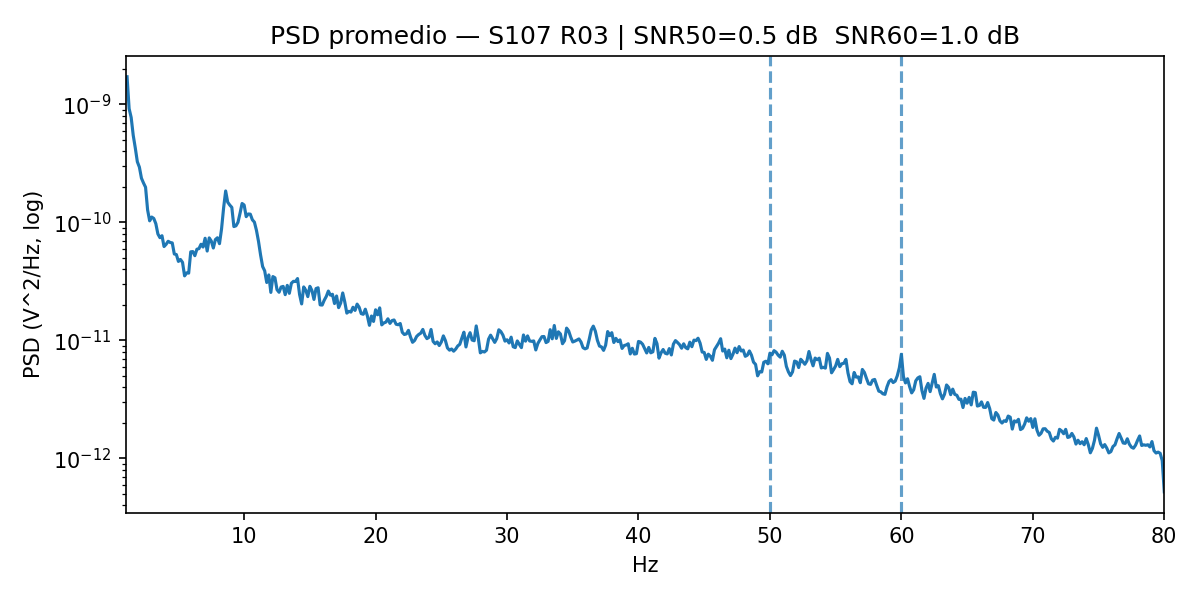 PSD promedio — S107 R03 | SNR50=0.5 dB  SNR60=1.0 dB
PSD (V^2/Hz, log)
10⁻⁹
10⁻¹⁰
10⁻¹¹
10⁻¹²
10 20 30 40 50 60 70 80
Hz